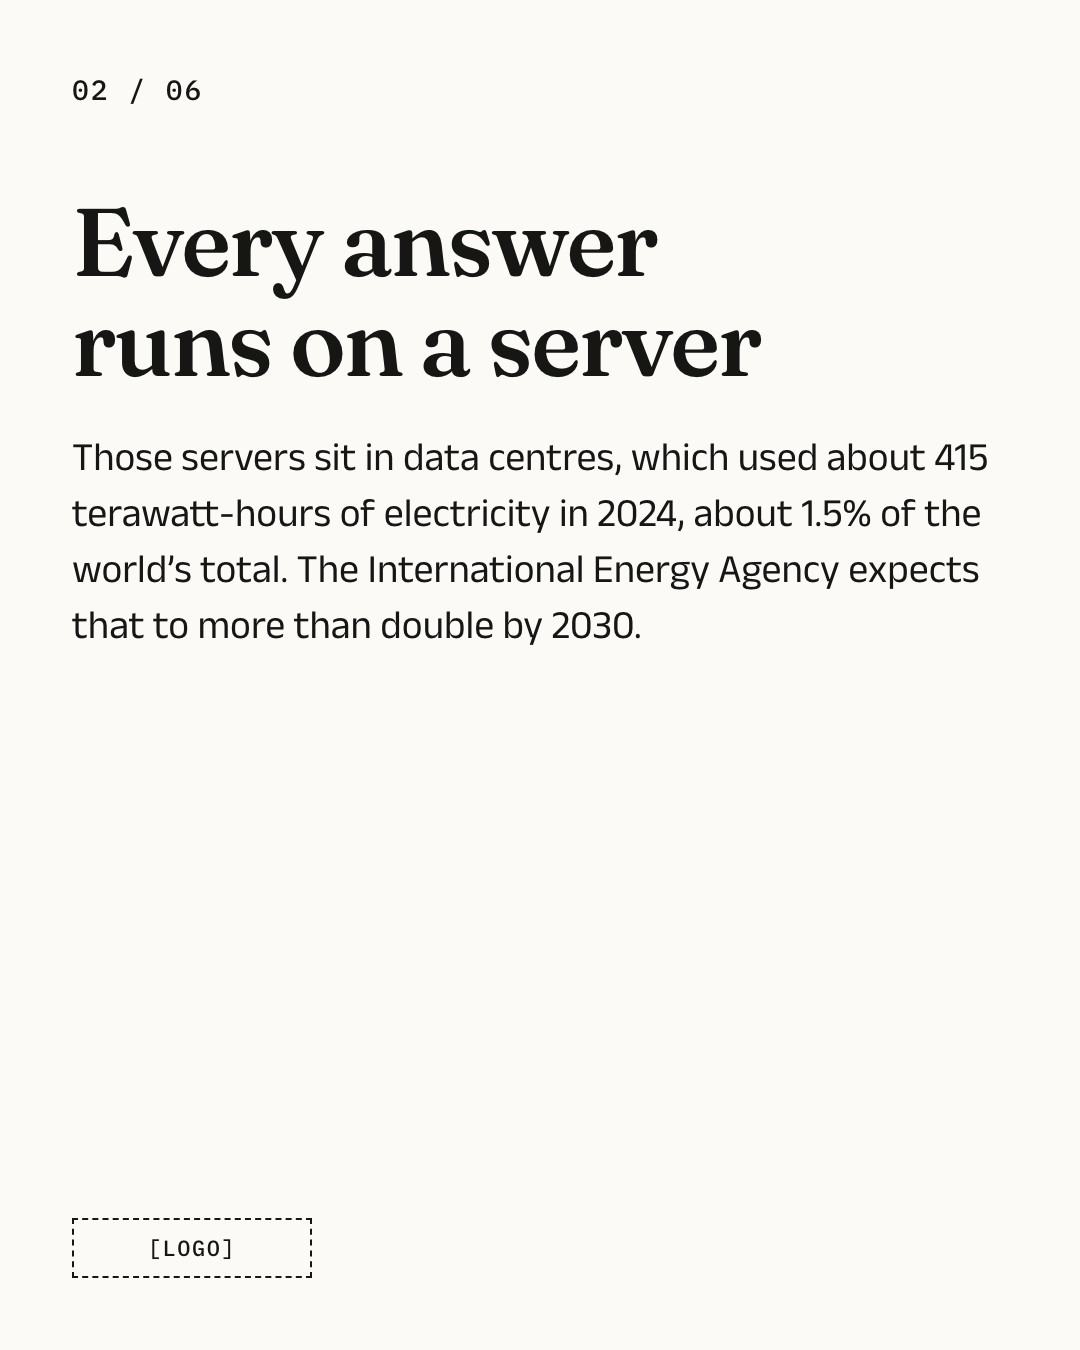 02 / 06
Every answer
runs on a server
Those servers sit in data centres, which used about 415
terawatt-hours of electricity in 2024, about 1.5% of the
world’s total. The International Energy Agency expects
that to more than double by 2030.
[LOGO]